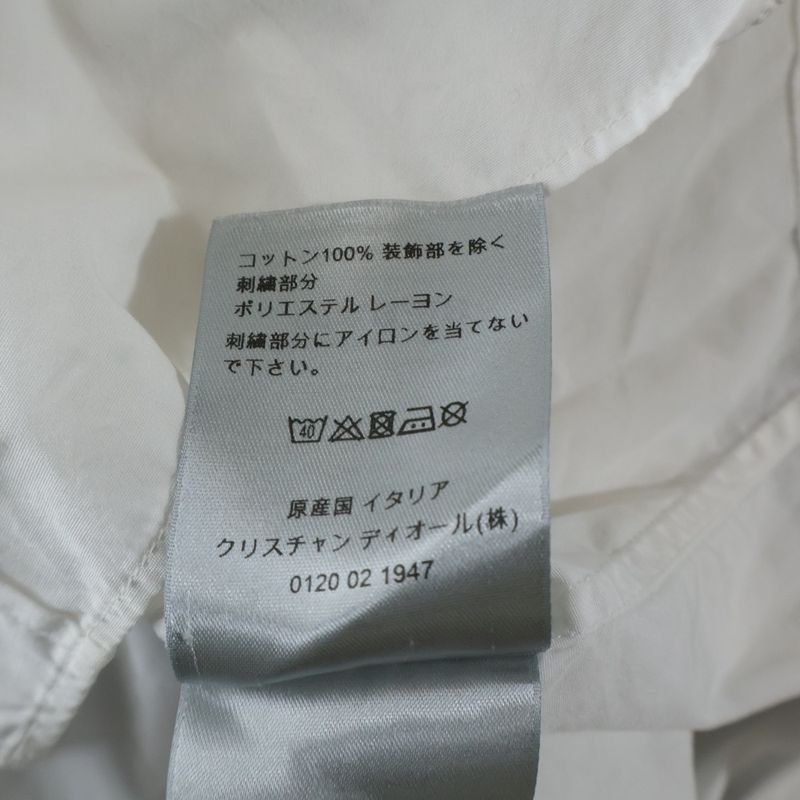 コットン100% 装飾部を除く
刺繍部分
ポリエステル レーヨン
刺繍部分にアイロンを当てない
で下さい。
40
原産国 イタリア
クリスチャン ディオール(株)
0120 02 1947